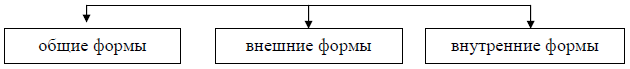 общие формы
внешние формы
внутренние формы